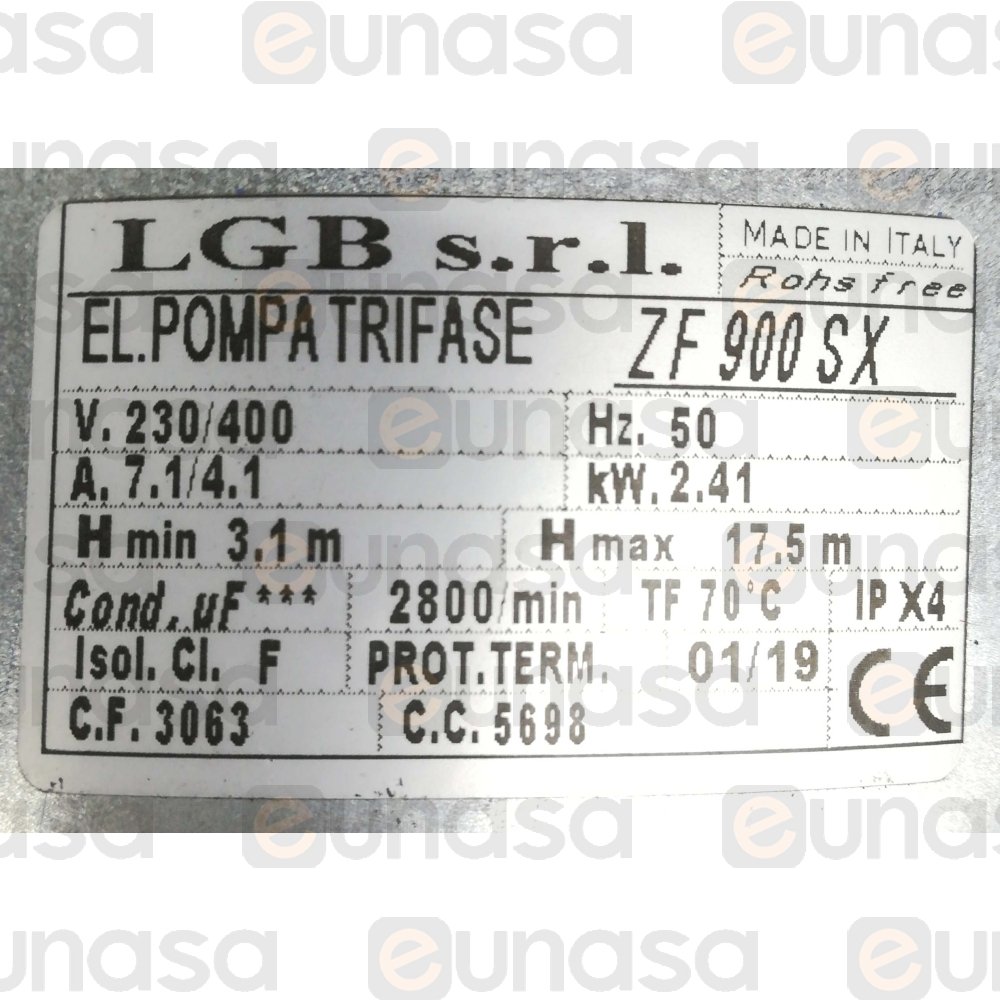 eunasa
LGB s.r.l.
MADE IN ITALY
Rohs free
EL.POMPA TRIFASE
ZF 900 SX
V. 230/400
Hz. 50
A. 7.1/4.1
kW. 2.41
H min 3.1 m
H max 17.5 m
Cond. uF ***
2800/min
TF 70°C
IP X4
Isol. Cl. F
PROT.TERM.
01/19
CE
C.F. 3063
C.C. 5698